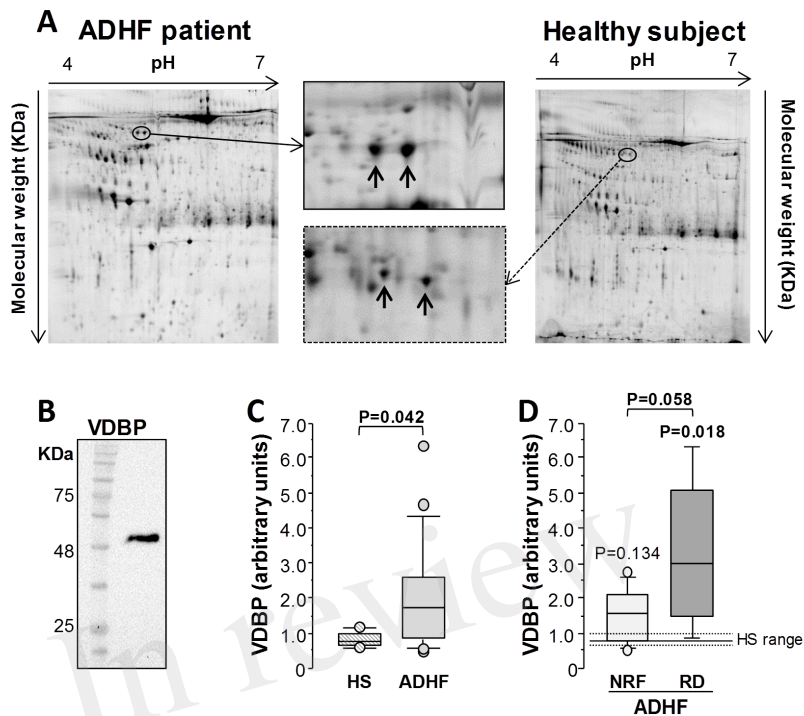 A
ADHF patient
Healthy subject
4 pH 7
4 pH 7
Molecular weight (KDa)
Molecular weight (KDa)
B
VDBP
KDa
75
48
25
C
P=0.042
VDBP (arbitrary units)
7.0
6.0
5.0
4.0
3.0
2.0
1.0
0
HS ADHF
D
P=0.058
P=0.018
P=0.134
VDBP (arbitrary units)
7.0
6.0
5.0
4.0
3.0
2.0
1.0
0
HS range
NRF RD
ADHF
In review